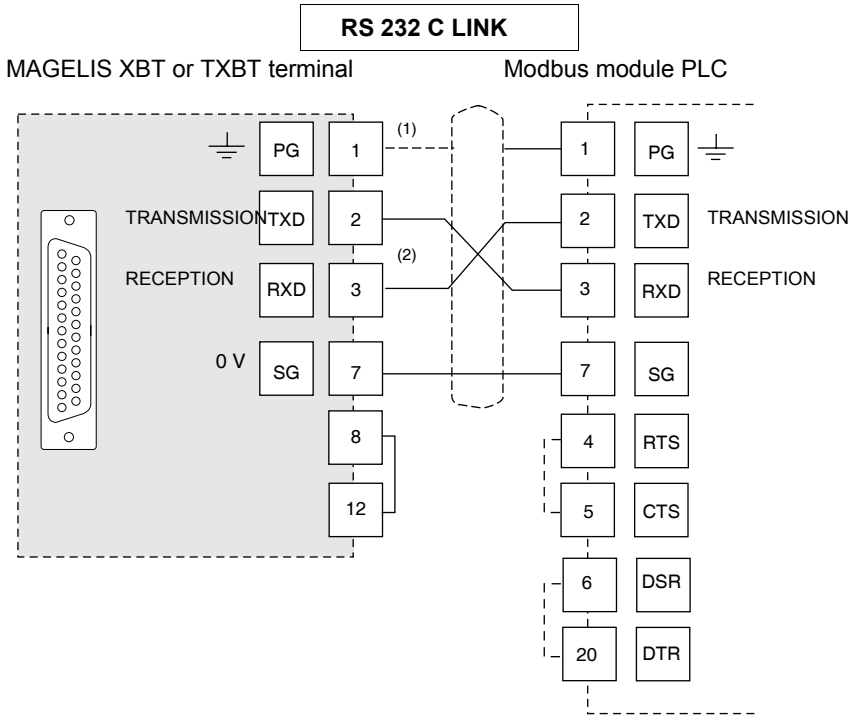 RS 232 C LINK
MAGELIS XBT or TXBT terminal
Modbus module PLC
PG 1 (1) 1 PG
TRANSMISSION TXD 2 2 TXD TRANSMISSION
(2)
RECEPTION RXD 3 3 RXD RECEPTION
0 V SG 7 7 SG
8 4 RTS
12 5 CTS
6 DSR
20 DTR